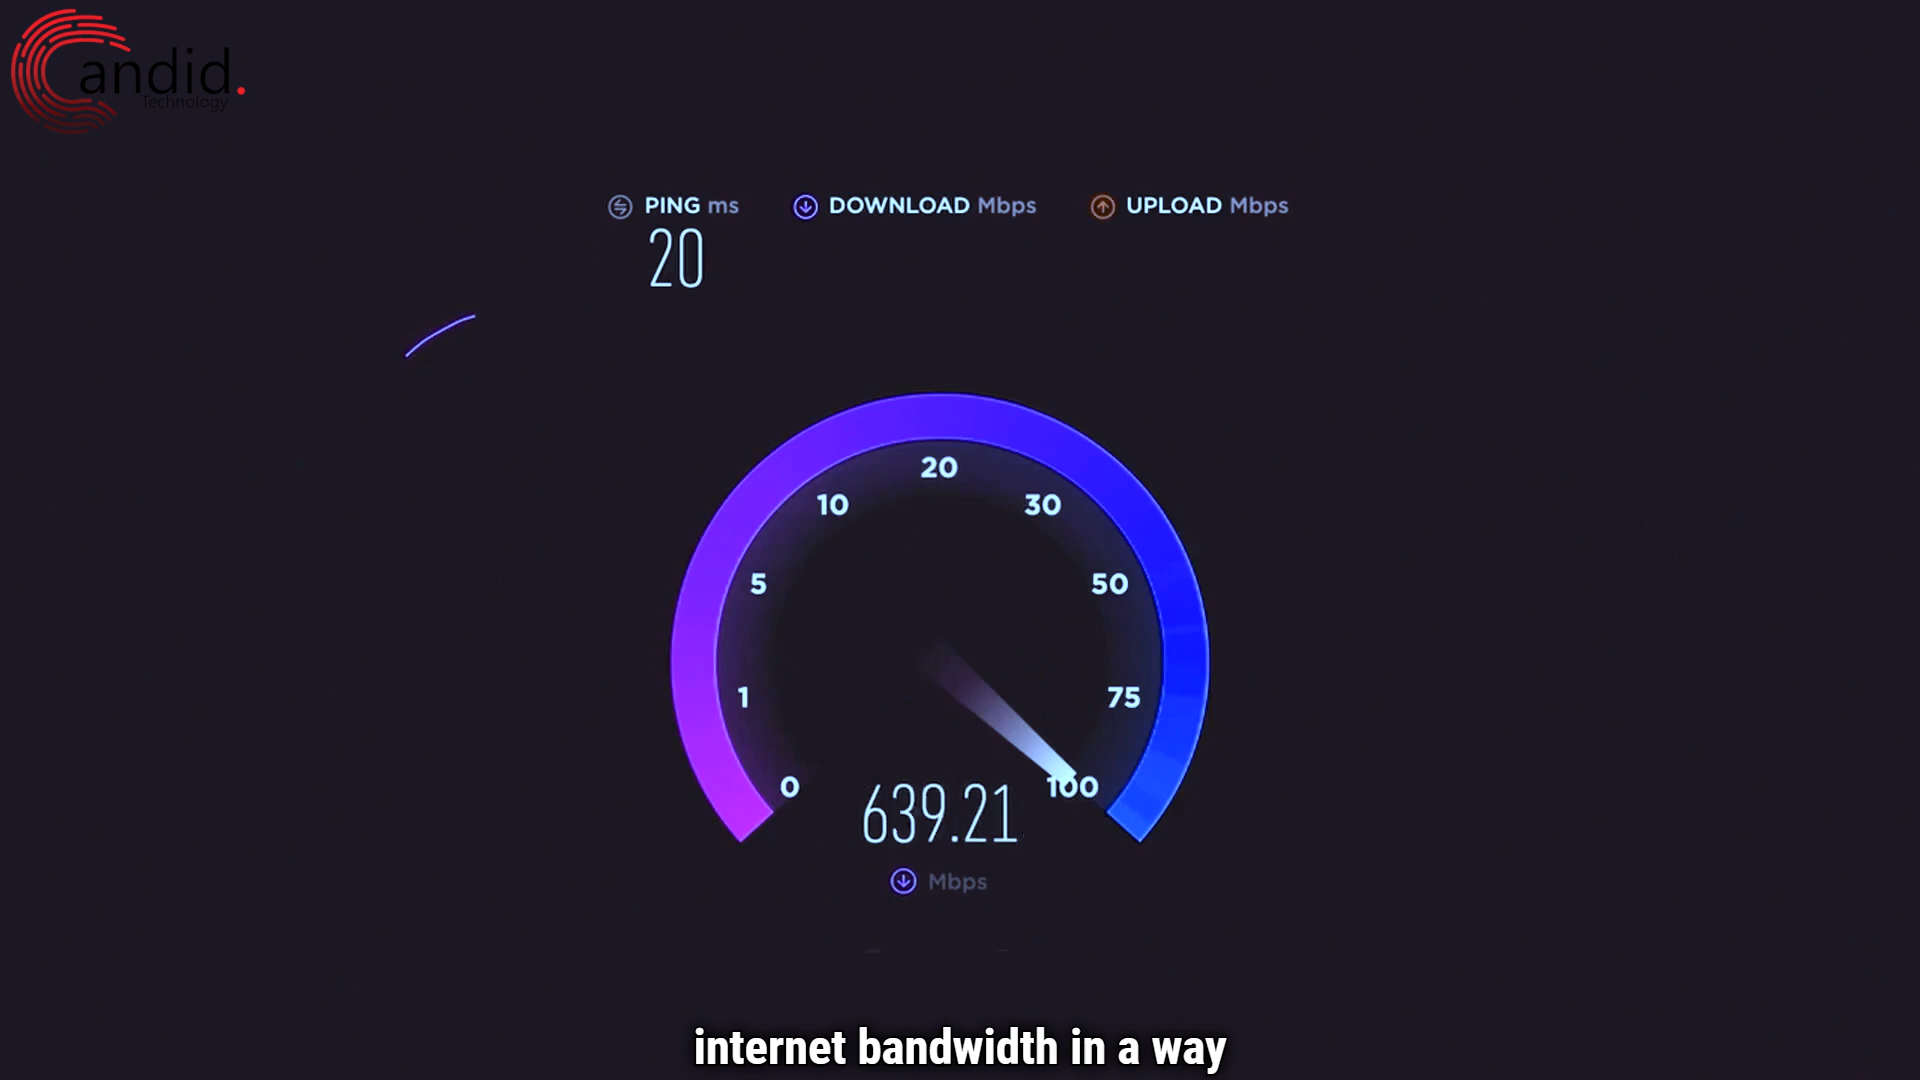 Candid.
Technology
PING ms
20
DOWNLOAD Mbps
UPLOAD Mbps
20
10
30
5
50
1
75
0
100
639.21
Mbps
internet bandwidth in a way